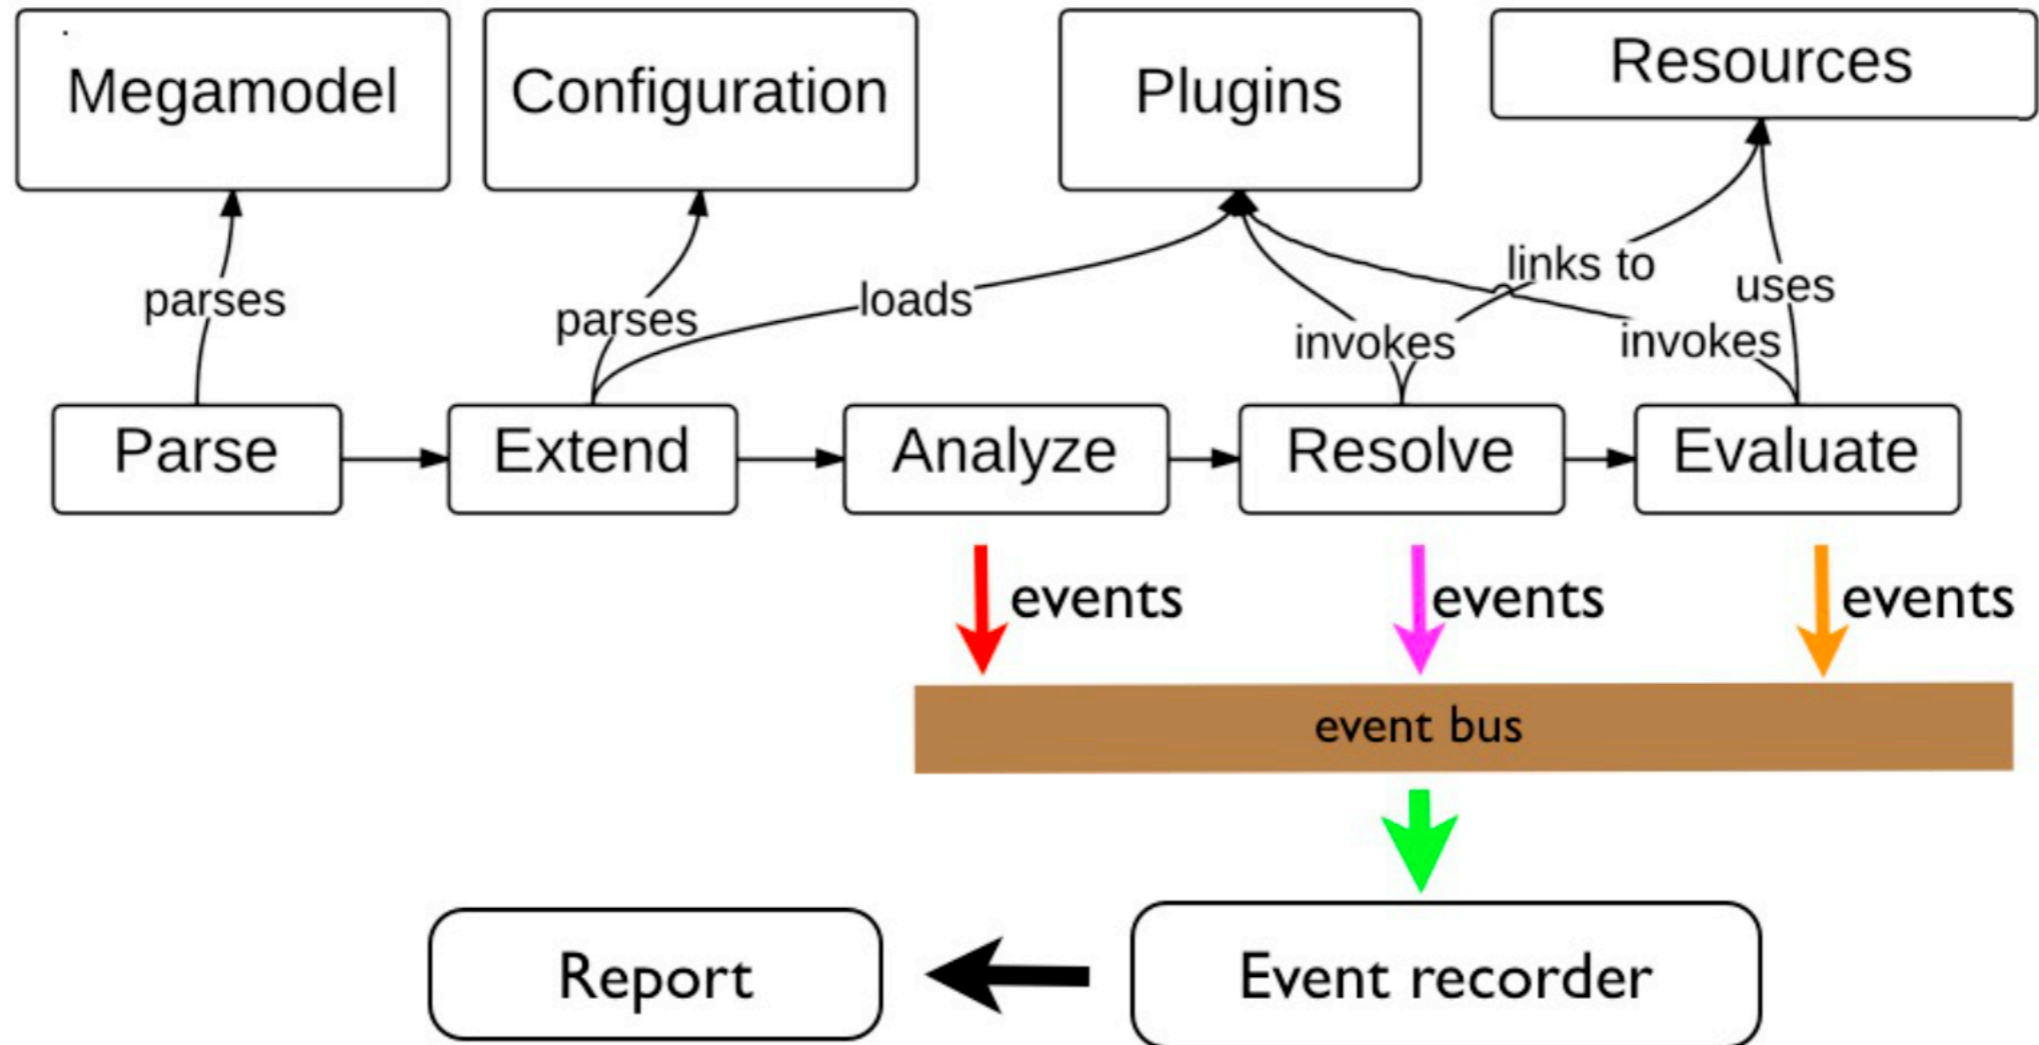 Megamodel
Configuration
Plugins
Resources
parses
parses
loads
invokes
links to
invokes
uses
Parse
Extend
Analyze
Resolve
Evaluate
events
events
events
event bus
Report
Event recorder